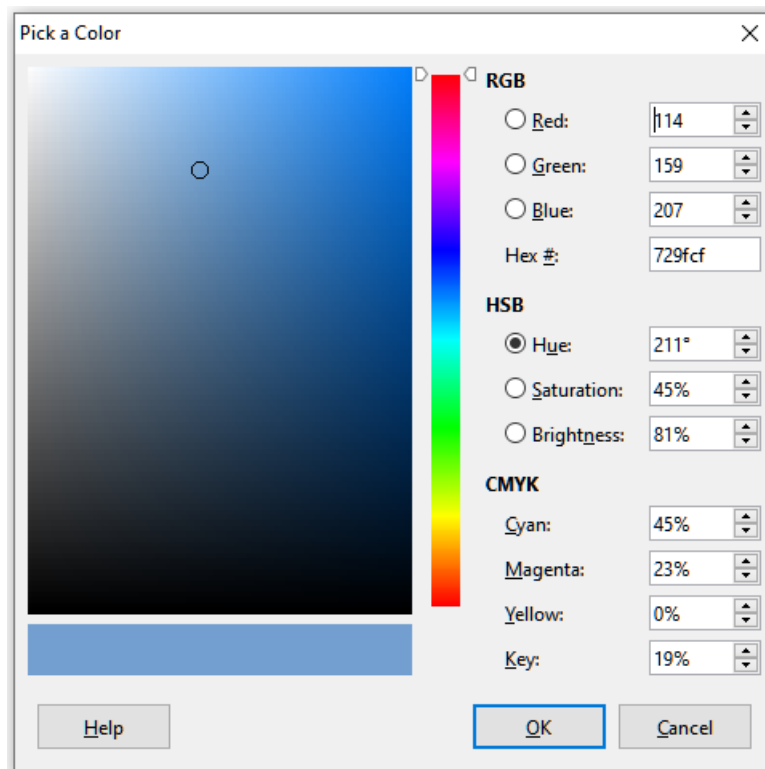 Pick a Color
RGB
Red: 114
Green: 159
Blue: 207
Hex #: 729fcf
HSB
Hue: 211°
Saturation: 45%
Brightness: 81%
CMYK
Cyan: 45%
Magenta: 23%
Yellow: 0%
Key: 19%
Help
OK
Cancel